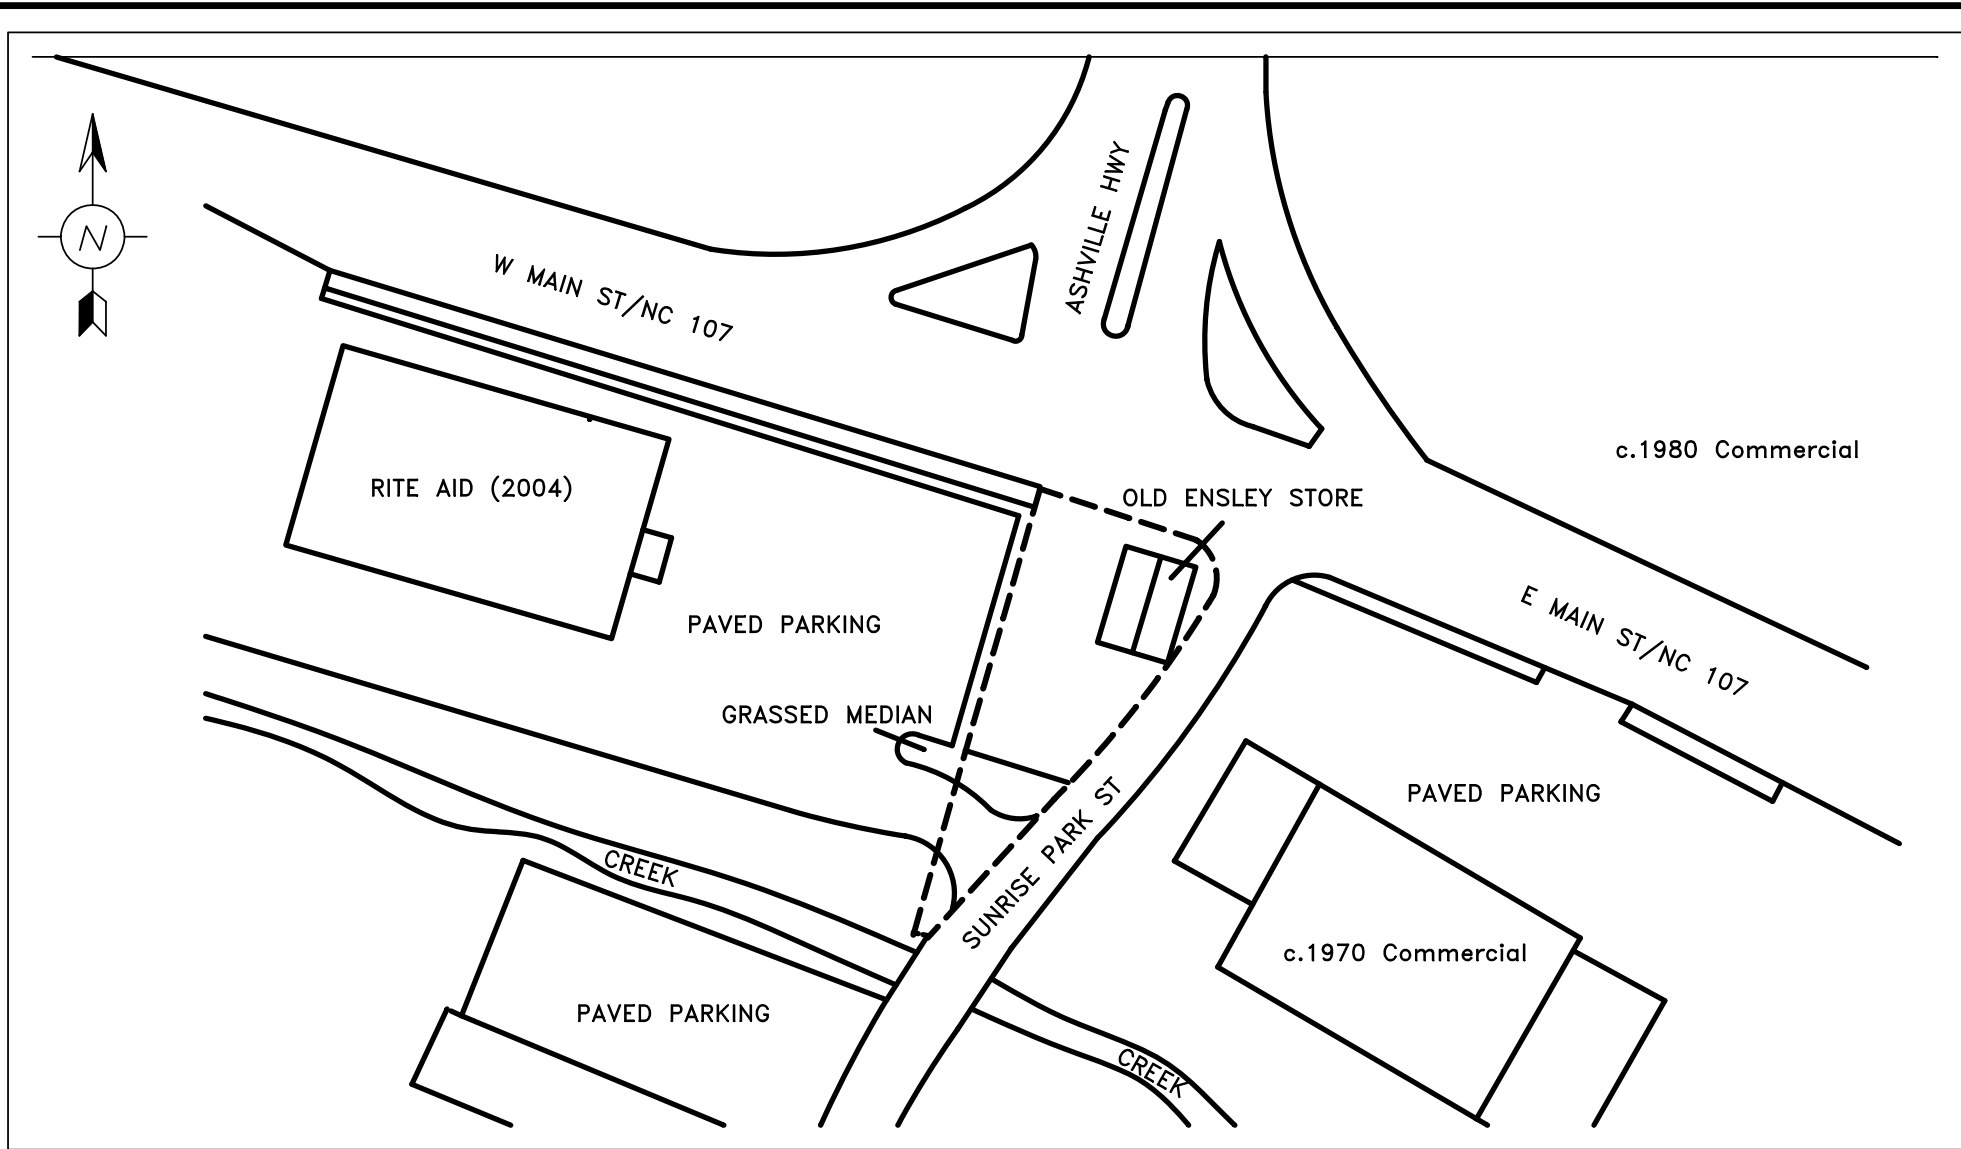 ASHVILLE HWY
N
W MAIN ST/NC 107
c.1980 Commercial
RITE AID (2004)
OLD ENSLEY STORE
E MAIN ST/NC 107
PAVED PARKING
GRASSED MEDIAN
PAVED PARKING
SUNRISE PARK ST
CREEK
c.1970 Commercial
PAVED PARKING
CREEK